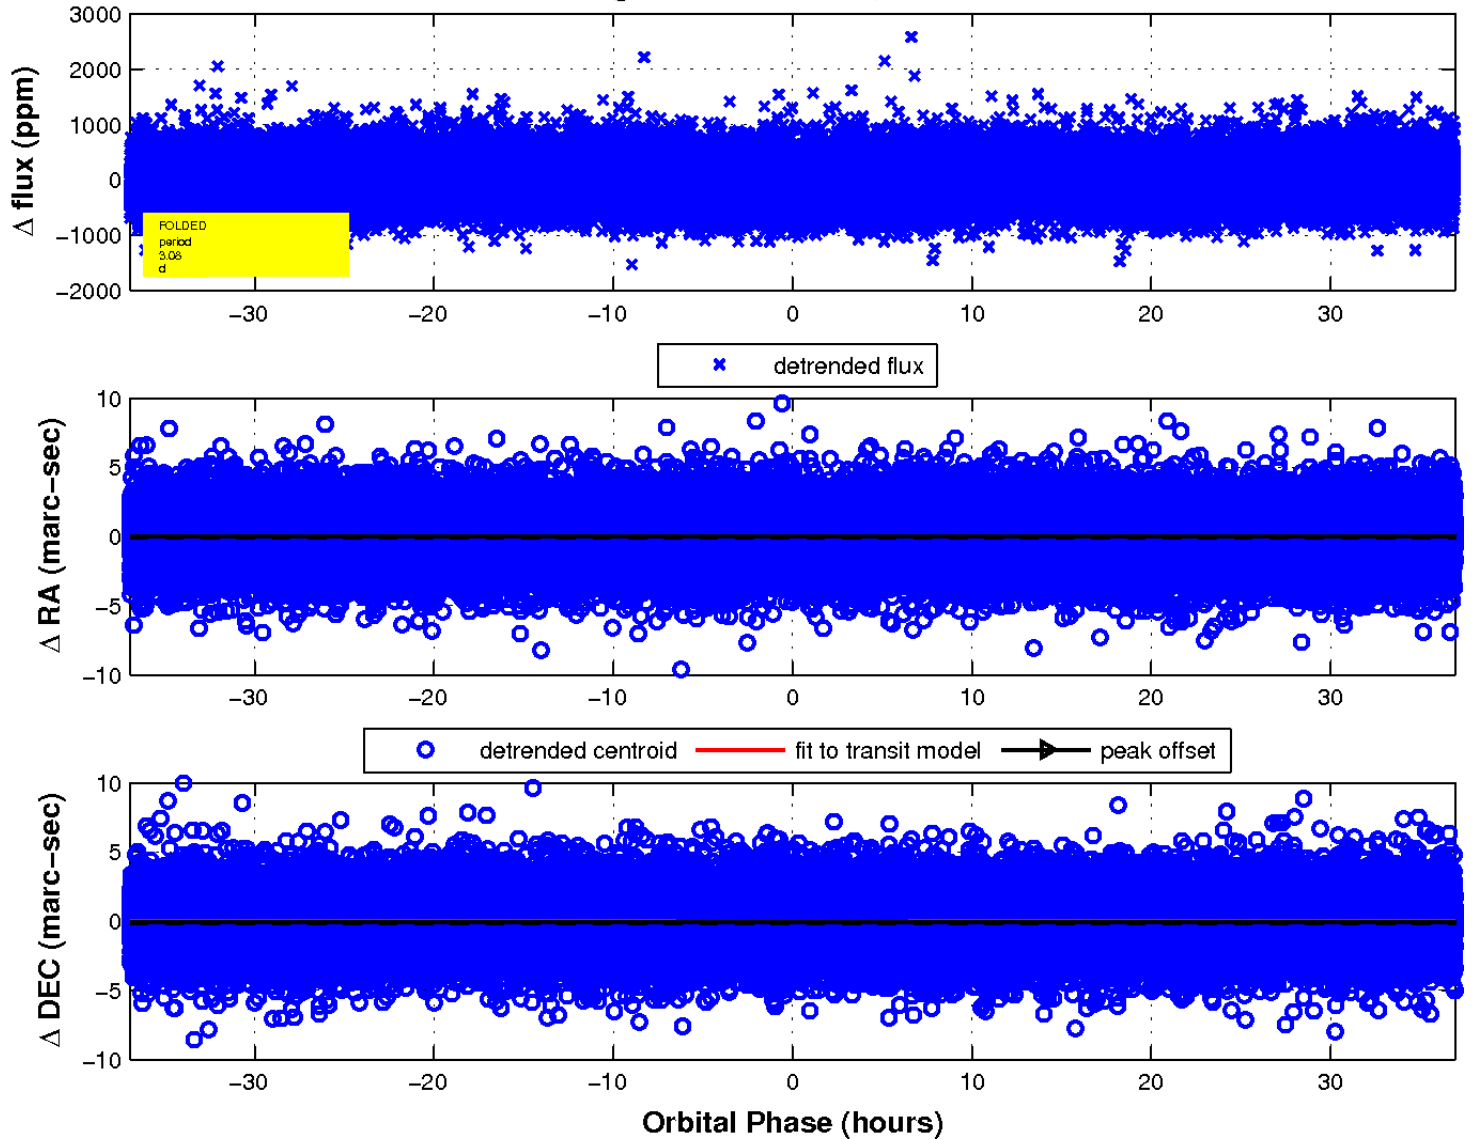 3000
2000
1000
0
−1000
−2000
Δ flux (ppm)
FOLDED
period
3.08
d
−30 −20 −10 0 10 20 30
detrended flux
10
5
0
−5
−10
Δ RA (marc−sec)
−30 −20 −10 0 10 20 30
detrended centroid fit to transit model peak offset
10
5
0
−5
−10
Δ DEC (marc−sec)
−30 −20 −10 0 10 20 30
Orbital Phase (hours)